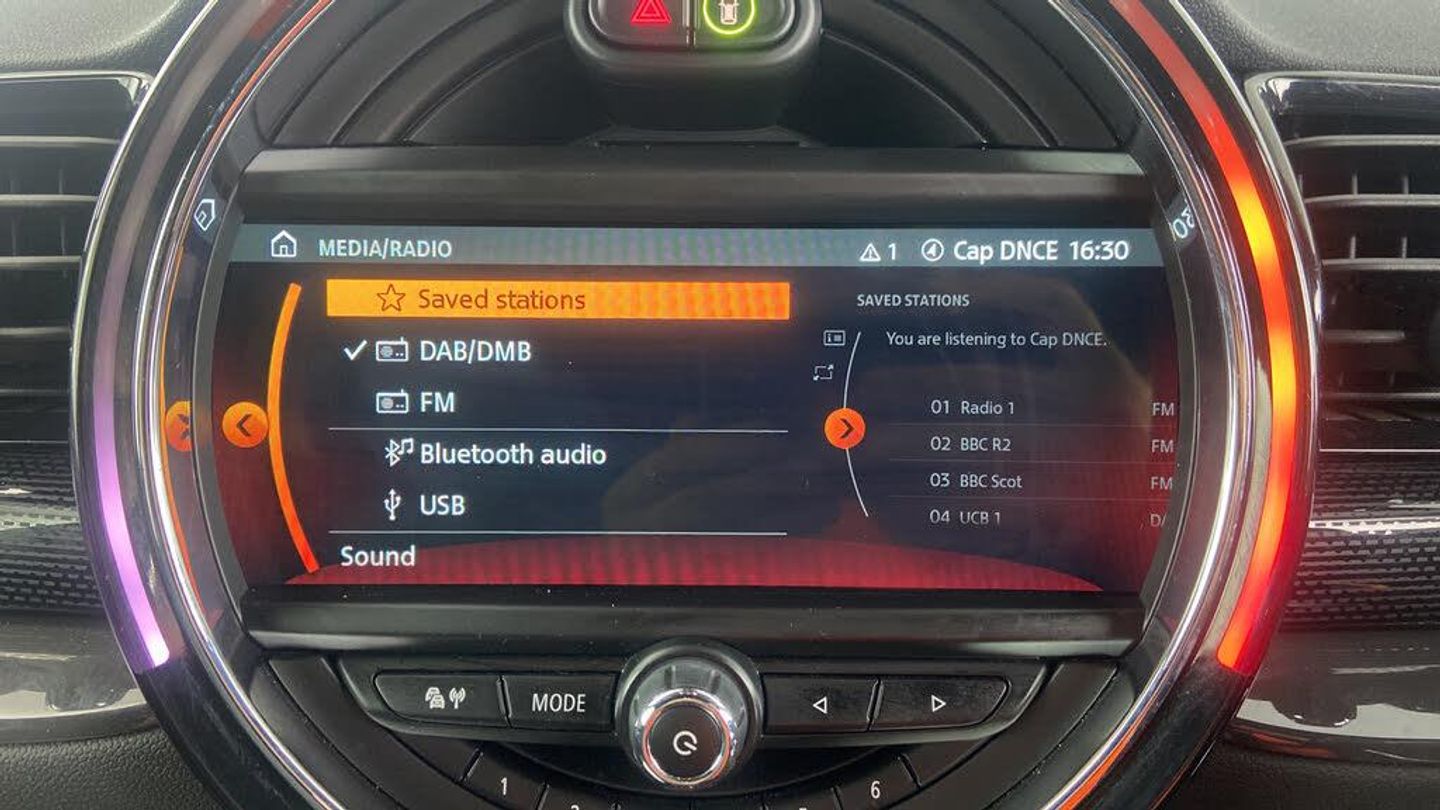 MEDIA/RADIO 1 Cap DNCE 16:30
Saved stations
DAB/DMB
FM
Bluetooth audio
USB
Sound
SAVED STATIONS
You are listening to Cap DNCE.
01 Radio 1 FM
02 BBC R2 FM
03 BBC Scot FM
04 UCB 1
MODE
1
6